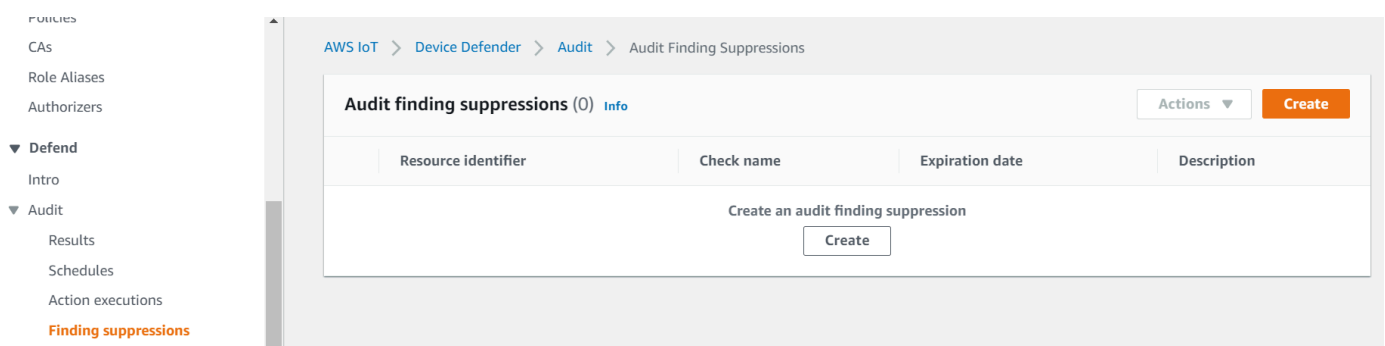 Policies
CAs
Role Aliases
Authorizers
Defend
Intro
Audit
Results
Schedules
Action executions
Finding suppressions
AWS IoT > Device Defender > Audit > Audit Finding Suppressions
Audit finding suppressions (0) Info
Actions
Create
Resource identifier Check name Expiration date Description
Create an audit finding suppression
Create